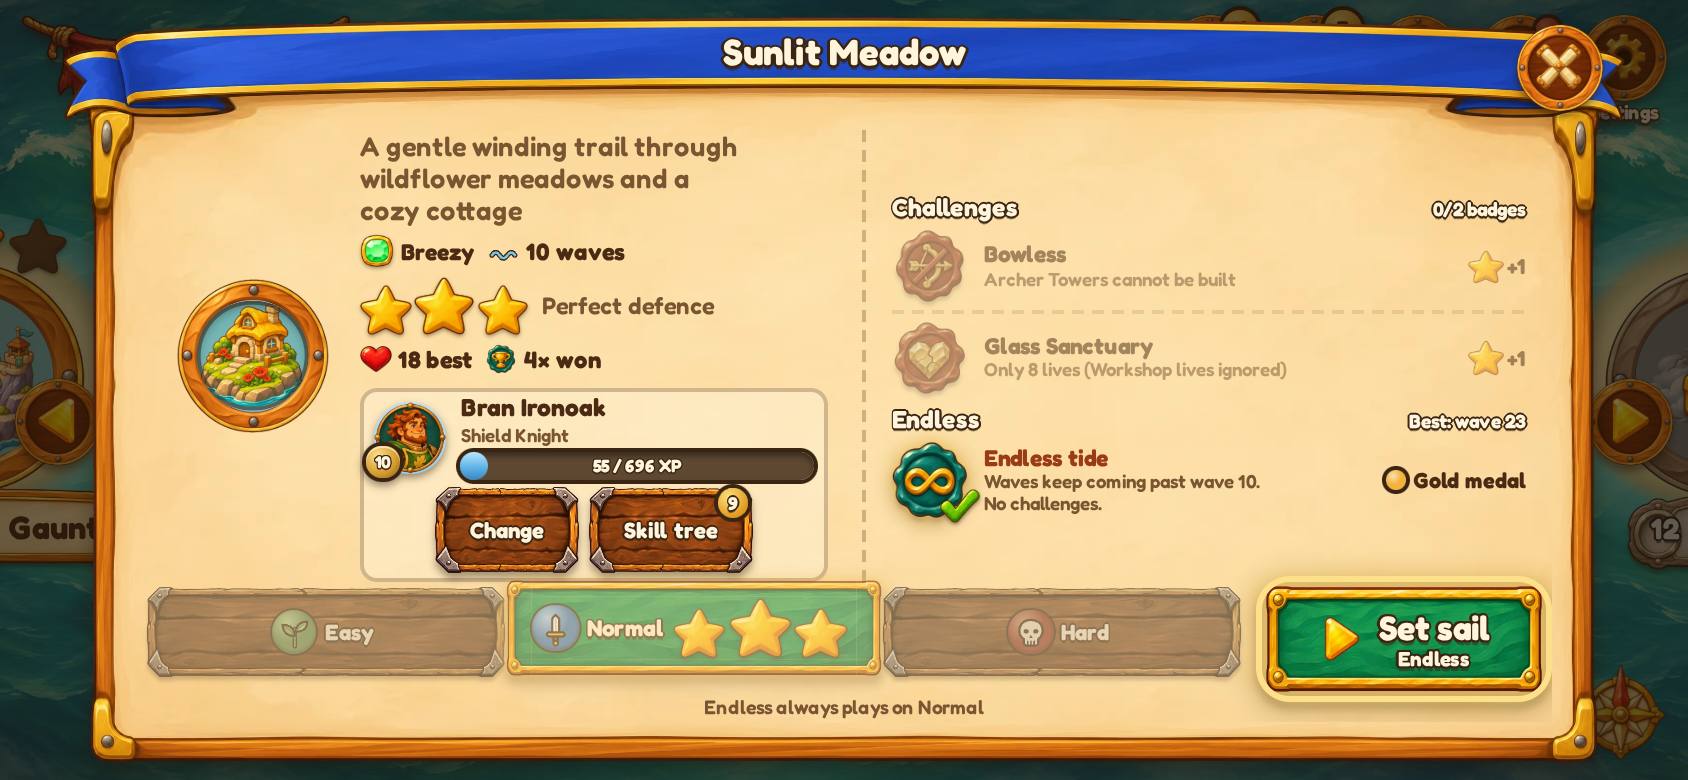 Sunlit Meadow
A gentle winding trail through
wildflower meadows and a
cozy cottage
Breezy 10 waves
Perfect defence
18 best 4x won
Bran Ironoak
Shield Knight
10
55 / 696 XP
Change
Skill tree
9
Challenges
0/2 badges
Bowless
Archer Towers cannot be built
+1
Glass Sanctuary
Only 8 lives (Workshop lives ignored)
+1
Endless
Best: wave 23
Endless tide
Waves keep coming past wave 10.
No challenges.
Gold medal
Easy
Normal
Hard
Set sail
Endless
Endless always plays on Normal
Gaunt
12